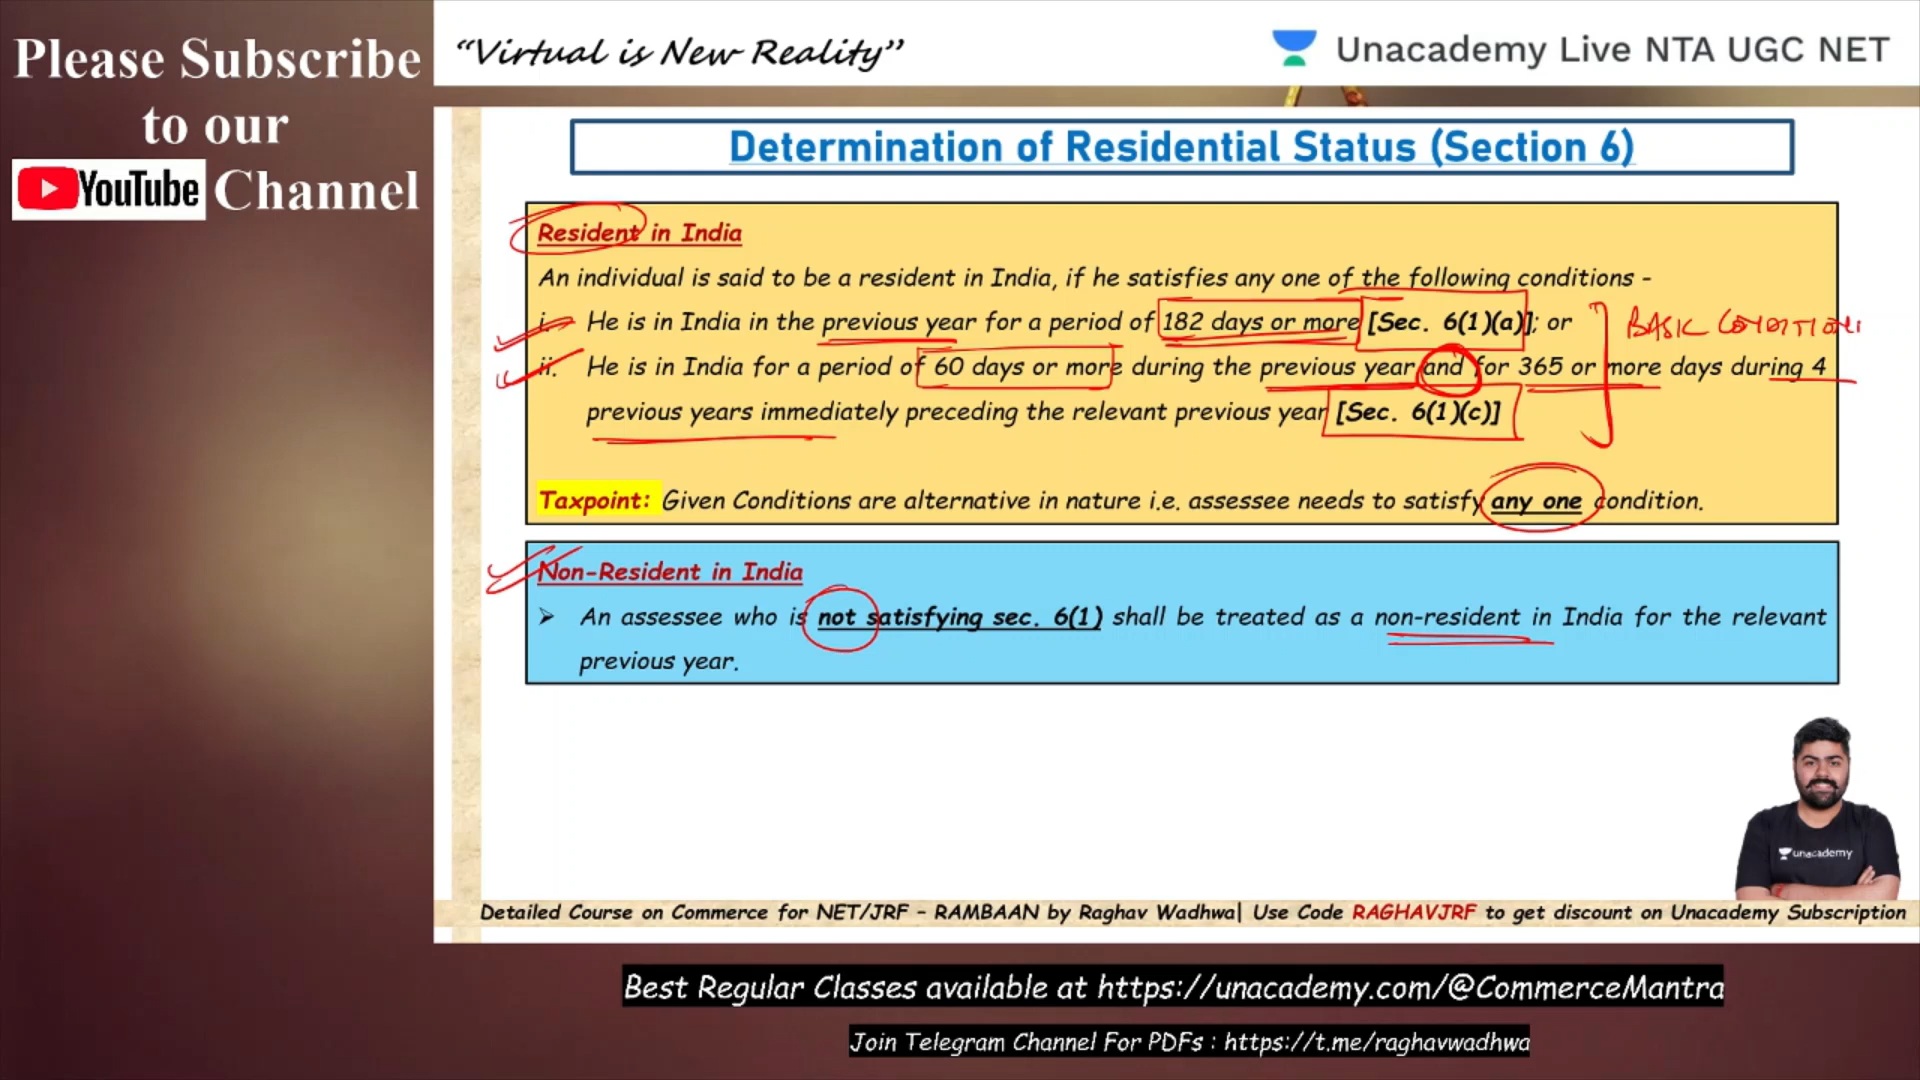 Please Subscribe
to our
YouTube Channel
“Virtual is New Reality”
Unacademy Live NTA UGC NET
Determination of Residential Status (Section 6)
Resident in India
An individual is said to be a resident in India, if he satisfies any one of the following conditions -
i. He is in India in the previous year for a period of 182 days or more [Sec. 6(1)(a)]; or
BASIC CONDITIONS
ii. He is in India for a period of 60 days or more during the previous year and for 365 or more days during 4
previous years immediately preceding the relevant previous year [Sec. 6(1)(c)]
Taxpoint: Given Conditions are alternative in nature i.e. assessee needs to satisfy any one condition.
Non-Resident in India
➢ An assessee who is not satisfying sec. 6(1) shall be treated as a non-resident in India for the relevant
previous year.
unacademy
Detailed Course on Commerce for NET/JRF – RAMBAAN by Raghav Wadhwa| Use Code RAGHAVJRF to get discount on Unacademy Subscription
Best Regular Classes available at https://unacademy.com/@CommerceMantra
Join Telegram Channel For PDFs : https://t.me/raghavwadhwa